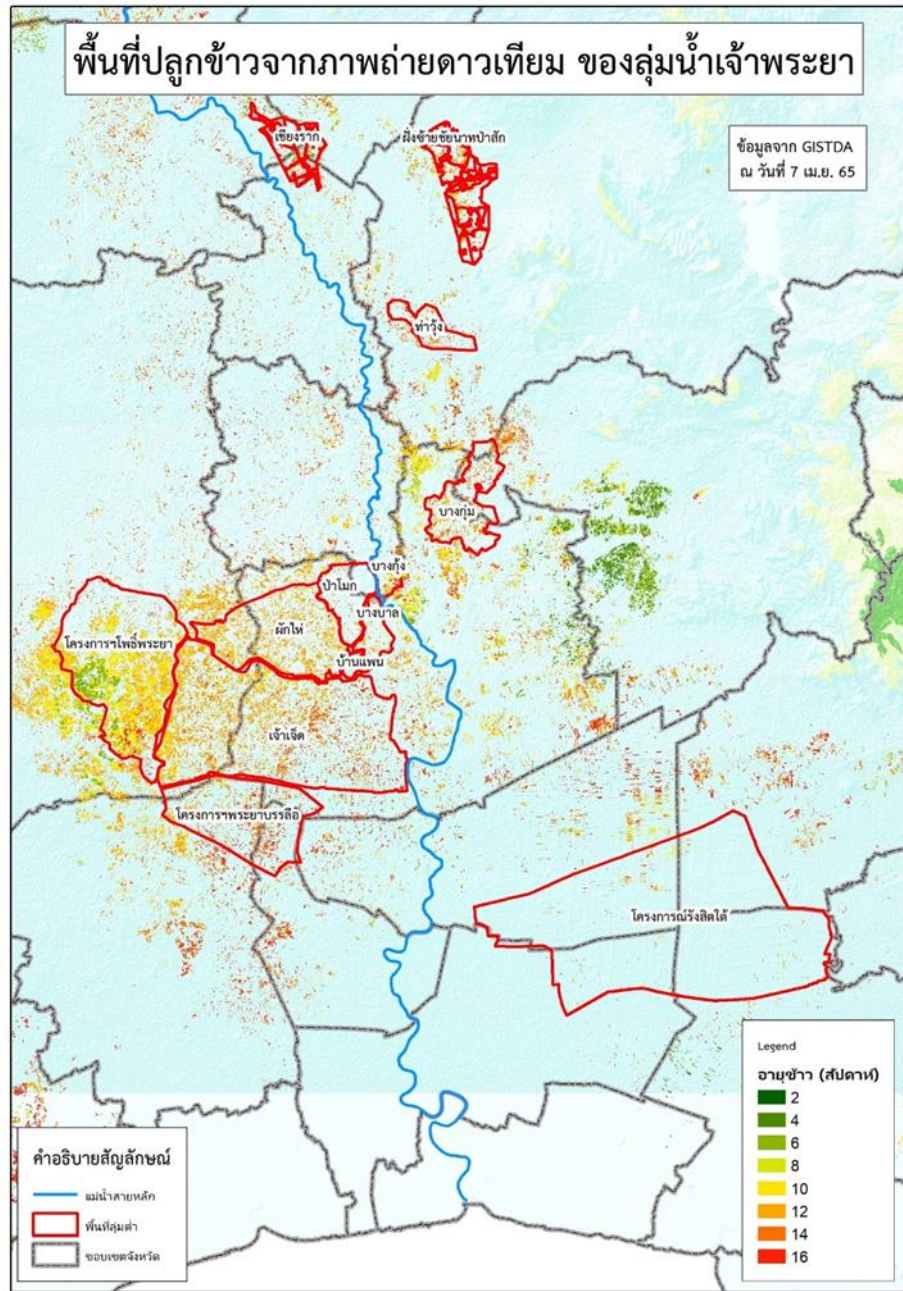 พื้นที่ปลูกข้าวจากภาพถ่ายดาวเทียม ของลุ่มน้ำเจ้าพระยา
ข้อมูลจาก GISTDA
ณ วันที่ 7 เม.ย. 65
เชียงราก
ฝั่งซ้ายชัยนาทป่าสัก
ท่าวุ้ง
บางกุ่ม
บางกุ้ง
ป่าโมก
บางบาล
ผักไห่
โครงการฯโพธิ์พระยา
บ้านแพน
เจ้าเจ็ด
โครงการฯพระยาบรรลือ
โครงการณ์รังสิตใต้
Legend
อายุข้าว (สัปดาห์)
2
4
6
8
10
12
14
16
คำอธิบายสัญลักษณ์
แม่น้ำสายหลัก
พื้นที่ลุ่มต่ำ
ขอบเขตจังหวัด